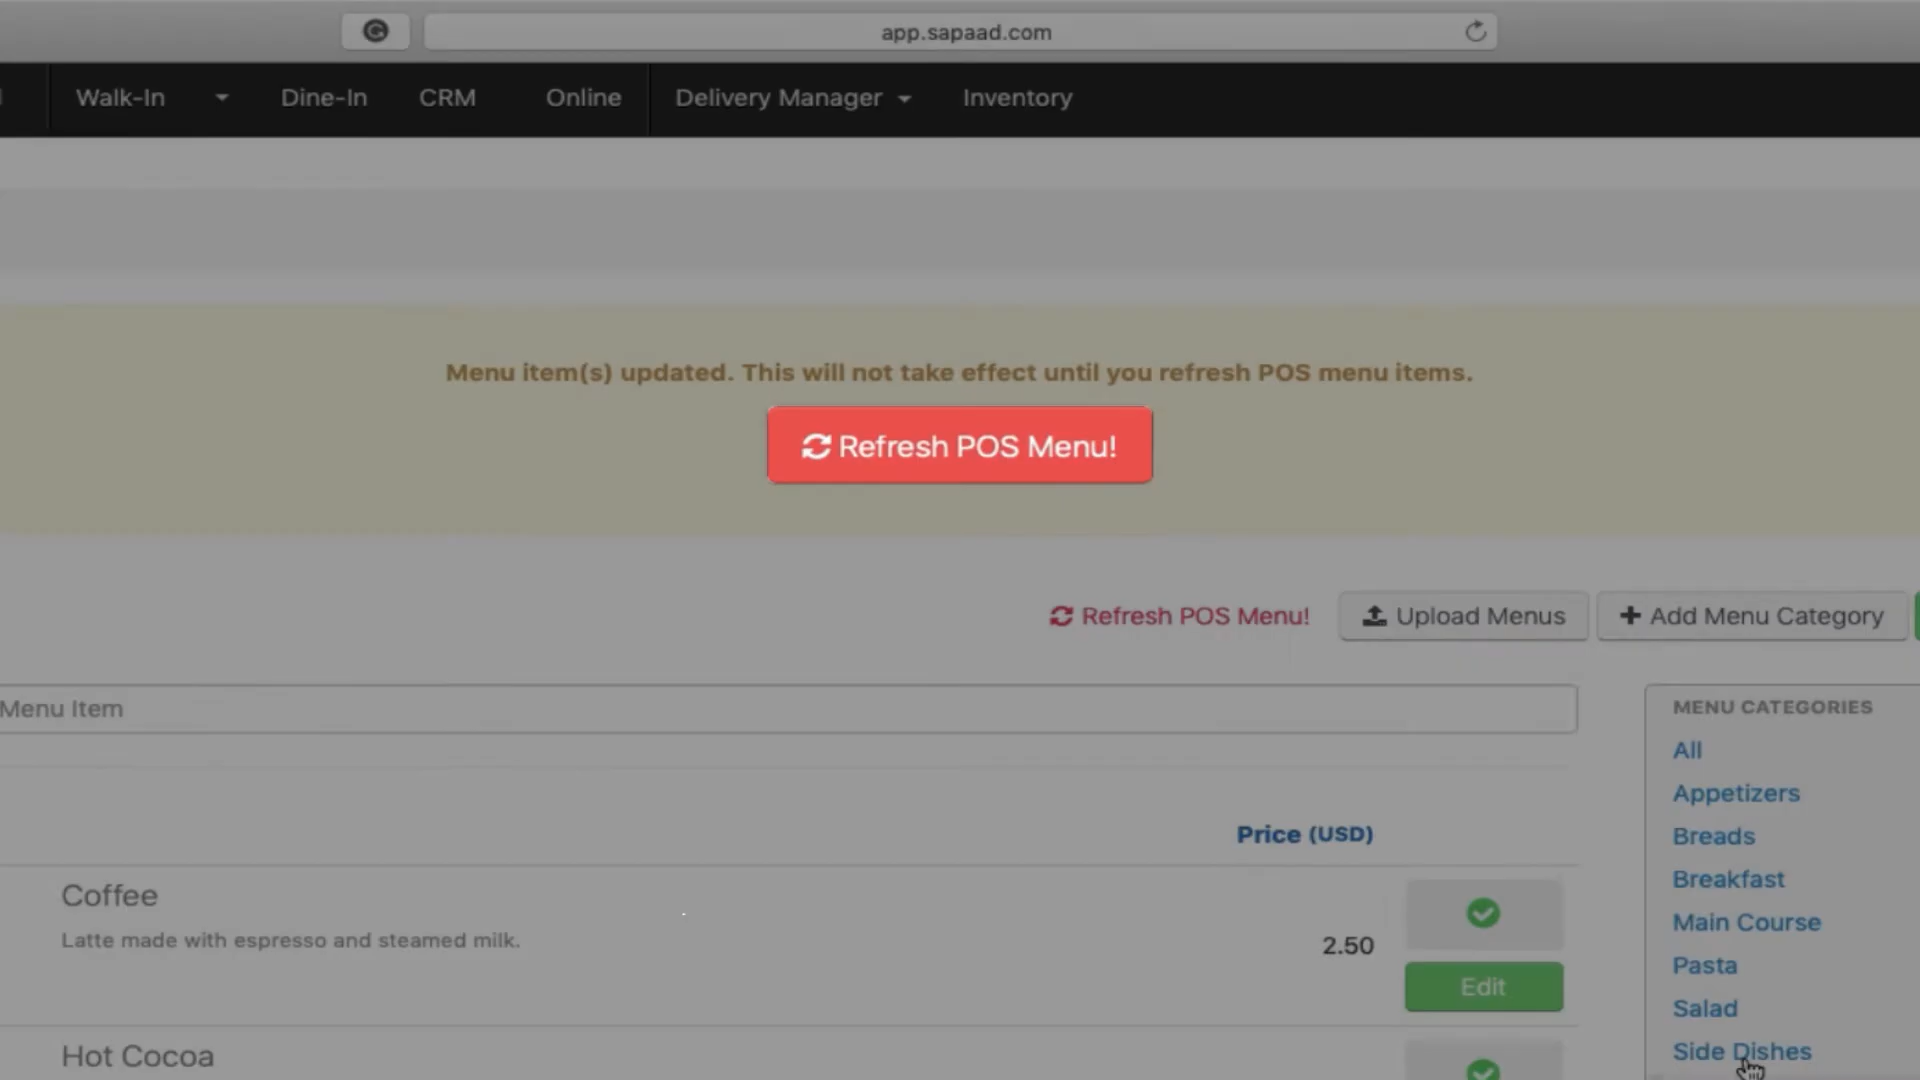 app.sapaad.com
Walk-In Dine-In CRM Online Delivery Manager Inventory
Menu item(s) updated. This will not take effect until you refresh POS menu items.
Refresh POS Menu!
Refresh POS Menu! Upload Menus Add Menu Category
Menu Item
MENU CATEGORIES
All
Appetizers
Breads
Breakfast
Main Course
Pasta
Salad
Side Dishes
Price (USD)
Coffee
Latte made with espresso and steamed milk.
2.50
Edit
Hot Cocoa